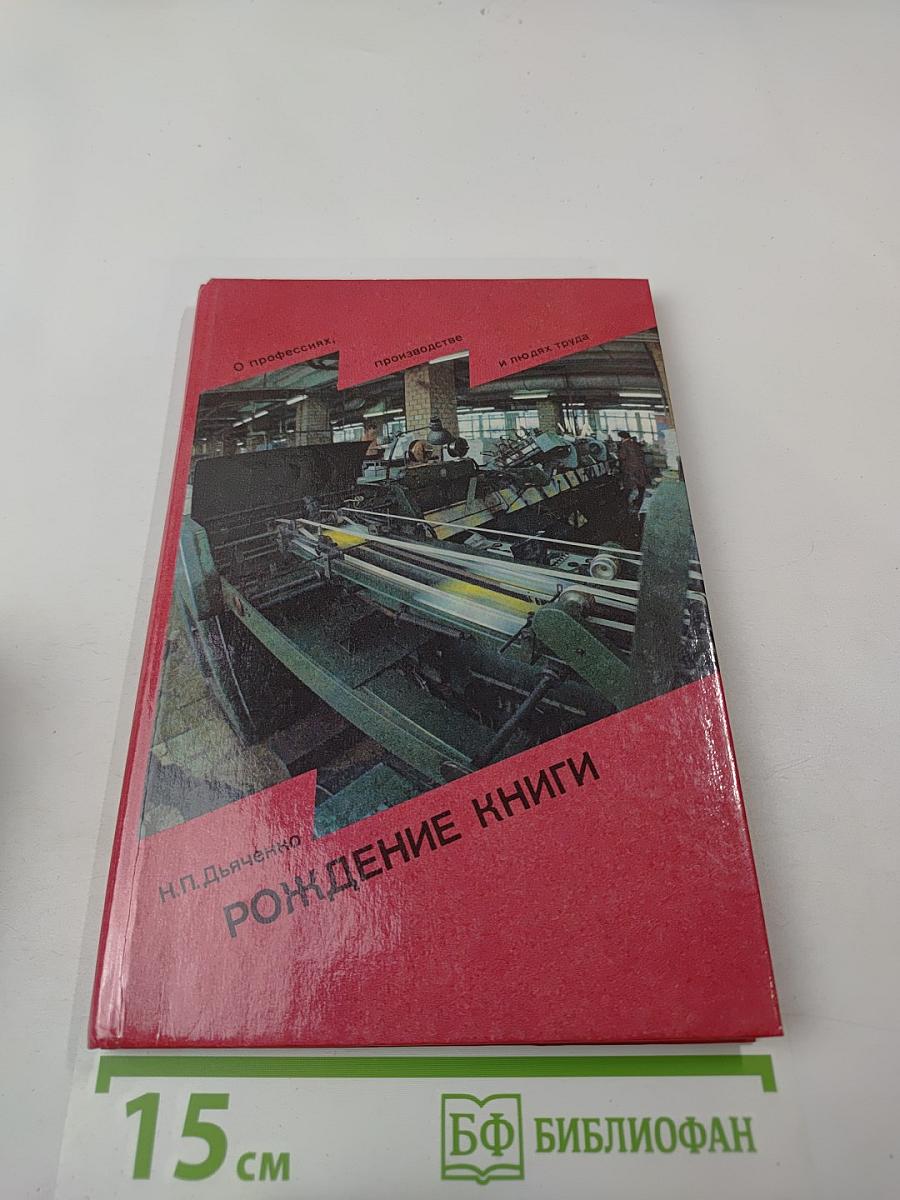 О профессиях, производстве и людях труда
Н.П.Дьяченко
РОЖДЕНИЕ КНИГИ
15 см
БФ БИБЛИОФАН